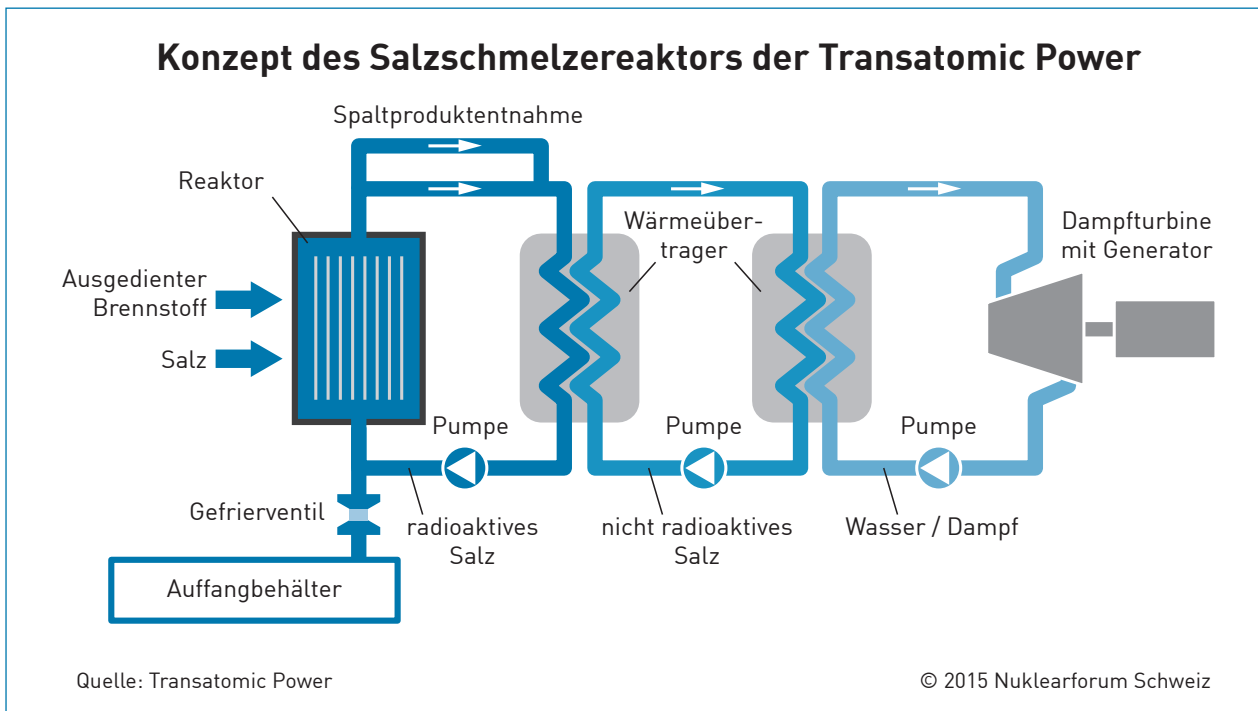 Konzept des Salzschmelzereaktors der Transatomic Power
Spaltproduktentnahme
Reaktor
Wärmeüber-
trager
Dampfturbine
mit Generator
Ausgedienter
Brennstoff
Salz
Pumpe
Pumpe
Pumpe
Gefrierventil
radioaktives
Salz
nicht radioaktives
Salz
Wasser / Dampf
Auffangbehälter
Quelle: Transatomic Power
© 2015 Nuklearforum Schweiz